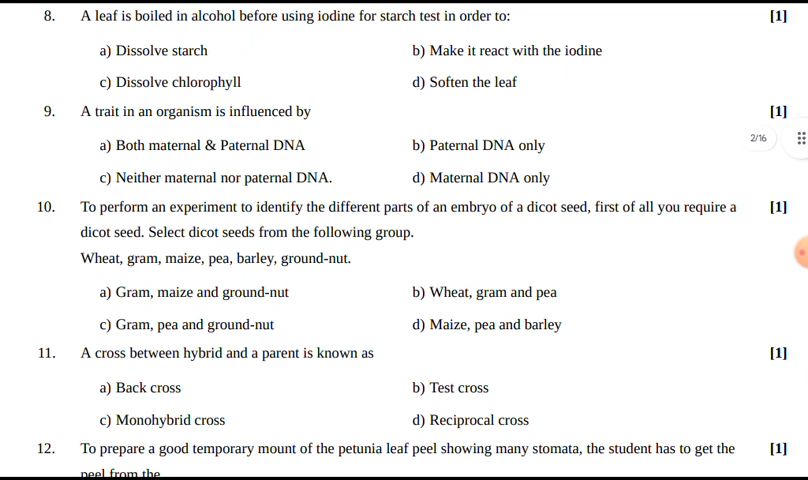 8. A leaf is boiled in alcohol before using iodine for starch test in order to: [1]
a) Dissolve starch b) Make it react with the iodine
c) Dissolve chlorophyll d) Soften the leaf
9. A trait in an organism is influenced by [1]
a) Both maternal & Paternal DNA b) Paternal DNA only
2/16
c) Neither maternal nor paternal DNA. d) Maternal DNA only
10. To perform an experiment to identify the different parts of an embryo of a dicot seed, first of all you require a [1]
dicot seed. Select dicot seeds from the following group.
Wheat, gram, maize, pea, barley, ground-nut.
a) Gram, maize and ground-nut b) Wheat, gram and pea
c) Gram, pea and ground-nut d) Maize, pea and barley
11. A cross between hybrid and a parent is known as [1]
a) Back cross b) Test cross
c) Monohybrid cross d) Reciprocal cross
12. To prepare a good temporary mount of the petunia leaf peel showing many stomata, the student has to get the [1]
peel from the